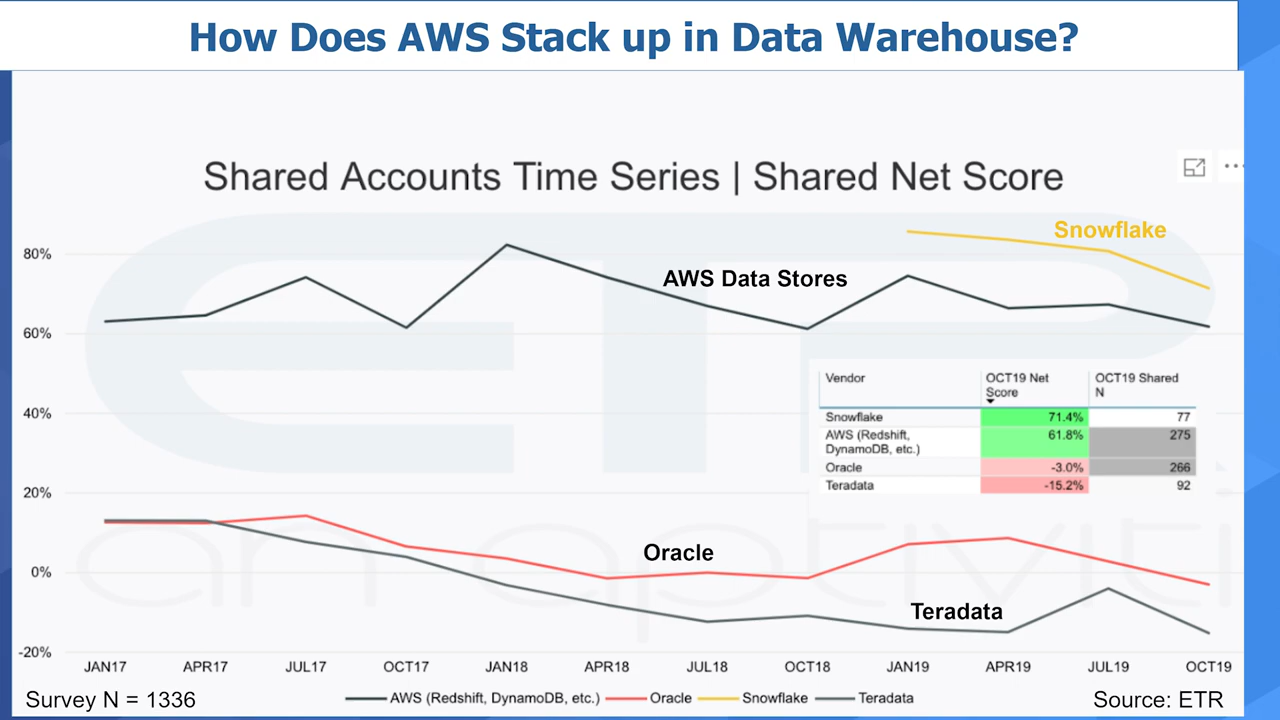 How Does AWS Stack up in Data Warehouse?
Shared Accounts Time Series | Shared Net Score
80%
60%
40%
20%
0%
-20%
Snowflake
AWS Data Stores
Oracle
Teradata
Vendor OCT19 Net Score OCT19 Shared N
Snowflake 71.4% 77
AWS (Redshift, DynamoDB, etc.) 61.8% 275
Oracle -3.0% 266
Teradata -15.2% 92
JAN17 APR17 JUL17 OCT17 JAN18 APR18 JUL18 OCT18 JAN19 APR19 JUL19 OCT19
AWS (Redshift, DynamoDB, etc.) Oracle Snowflake Teradata
Survey N = 1336
Source: ETR